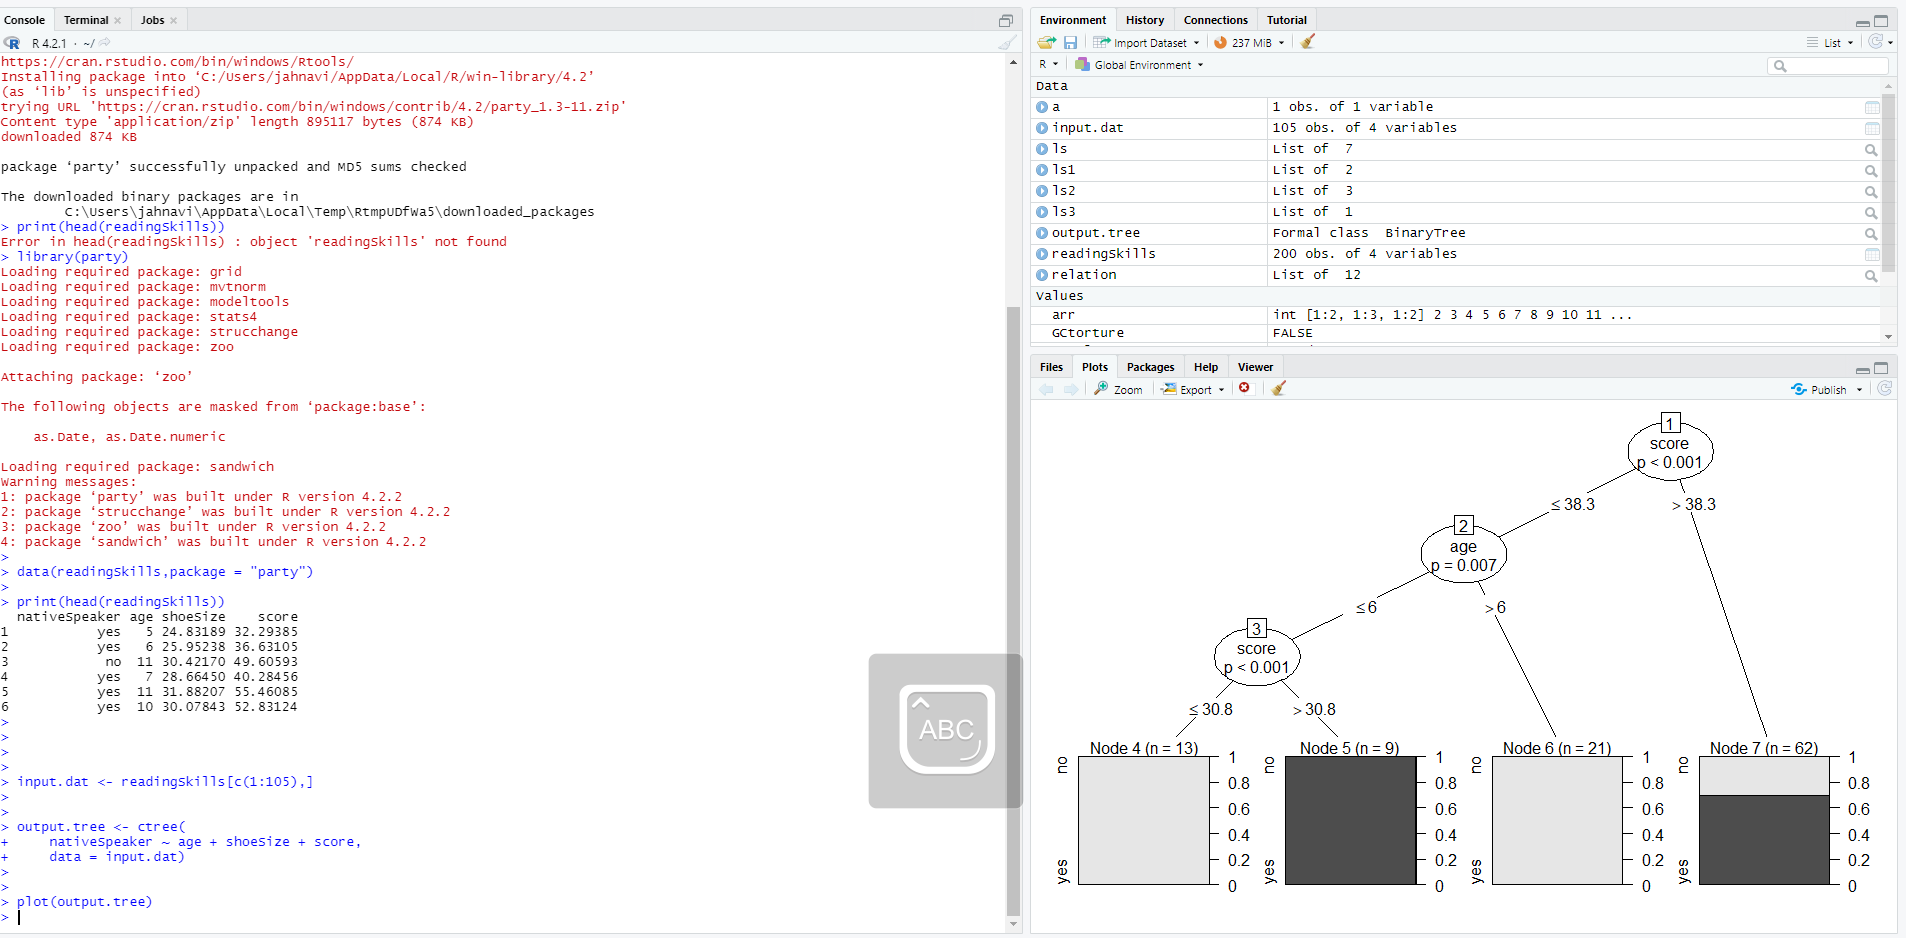 Console Terminal Jobs
R 4.2.1 · ~/
https://cran.rstudio.com/bin/windows/Rtools/
Installing package into ‘C:/Users/jahnavi/AppData/Local/R/win-library/4.2’
(as ‘lib’ is unspecified)
trying URL 'https://cran.rstudio.com/bin/windows/contrib/4.2/party_1.3-11.zip'
Content type 'application/zip' length 895117 bytes (874 KB)
downloaded 874 KB
package ‘party’ successfully unpacked and MD5 sums checked
The downloaded binary packages are in
C:\Users\jahnavi\AppData\Local\Temp\RtmpUDfWa5\downloaded_packages
> print(head(readingSkills))
Error in head(readingSkills) : object 'readingSkills' not found
> library(party)
Loading required package: grid
Loading required package: mvtnorm
Loading required package: modeltools
Loading required package: stats4
Loading required package: strucchange
Loading required package: zoo
Attaching package: ‘zoo’
The following objects are masked from ‘package:base’:
as.Date, as.Date.numeric
Loading required package: sandwich
Warning messages:
1: package ‘party’ was built under R version 4.2.2
2: package ‘strucchange’ was built under R version 4.2.2
3: package ‘zoo’ was built under R version 4.2.2
4: package ‘sandwich’ was built under R version 4.2.2
>
> data(readingSkills,package = "party")
>
> print(head(readingSkills))
nativeSpeaker age shoeSize score
1 yes 5 24.83189 32.29385
2 yes 6 25.95238 36.63105
3 no 11 30.42170 49.60593
4 yes 7 28.66450 40.28456
5 yes 11 31.88207 55.46085
6 yes 10 30.07843 52.83124
>
>
>
>
> input.dat <- readingSkills[c(1:105),]
>
>
> output.tree <- ctree(
+ nativeSpeaker ~ age + shoeSize + score,
+ data = input.dat)
>
>
> plot(output.tree)
>
ABC
Environment History Connections Tutorial
Import Dataset 237 MiB List
R Global Environment
Data
a 1 obs. of 1 variable
input.dat 105 obs. of 4 variables
ls List of 7
ls1 List of 2
ls2 List of 3
ls3 List of 1
output.tree Formal class BinaryTree
readingSkills 200 obs. of 4 variables
relation List of 12
Values
arr int [1:2, 1:3, 1:2] 2 3 4 5 6 7 8 9 10 11 ...
GCtorture FALSE
Files Plots Packages Help Viewer
Zoom Export Publish
1
score
p < 0.001
≤ 38.3 > 38.3
2
age
p = 0.007
≤ 6 > 6
3
score
p < 0.001
≤ 30.8 > 30.8
Node 4 (n = 13)
no
yes
1
0.8
0.6
0.4
0.2
0
Node 5 (n = 9)
no
yes
1
0.8
0.6
0.4
0.2
0
Node 6 (n = 21)
no
yes
1
0.8
0.6
0.4
0.2
0
Node 7 (n = 62)
no
yes
1
0.8
0.6
0.4
0.2
0